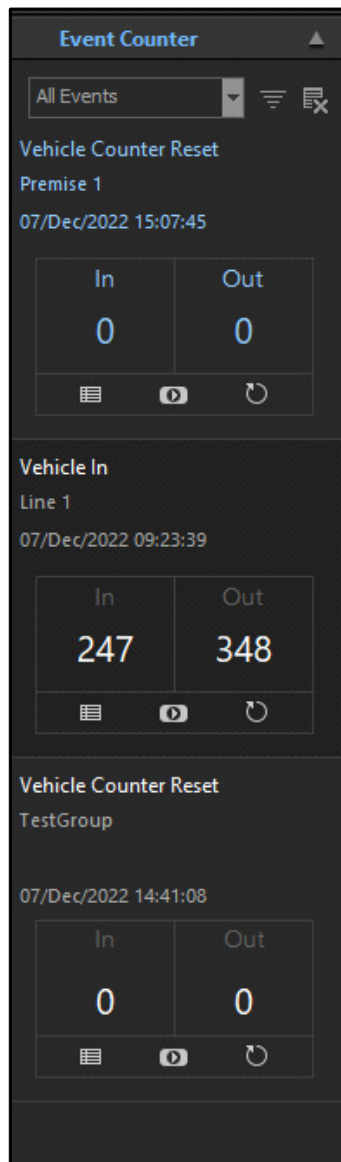 Event Counter
All Events
Vehicle Counter Reset
Premise 1
07/Dec/2022 15:07:45
In Out
0 0
Vehicle In
Line 1
07/Dec/2022 09:23:39
In Out
247 348
Vehicle Counter Reset
TestGroup
07/Dec/2022 14:41:08
In Out
0 0